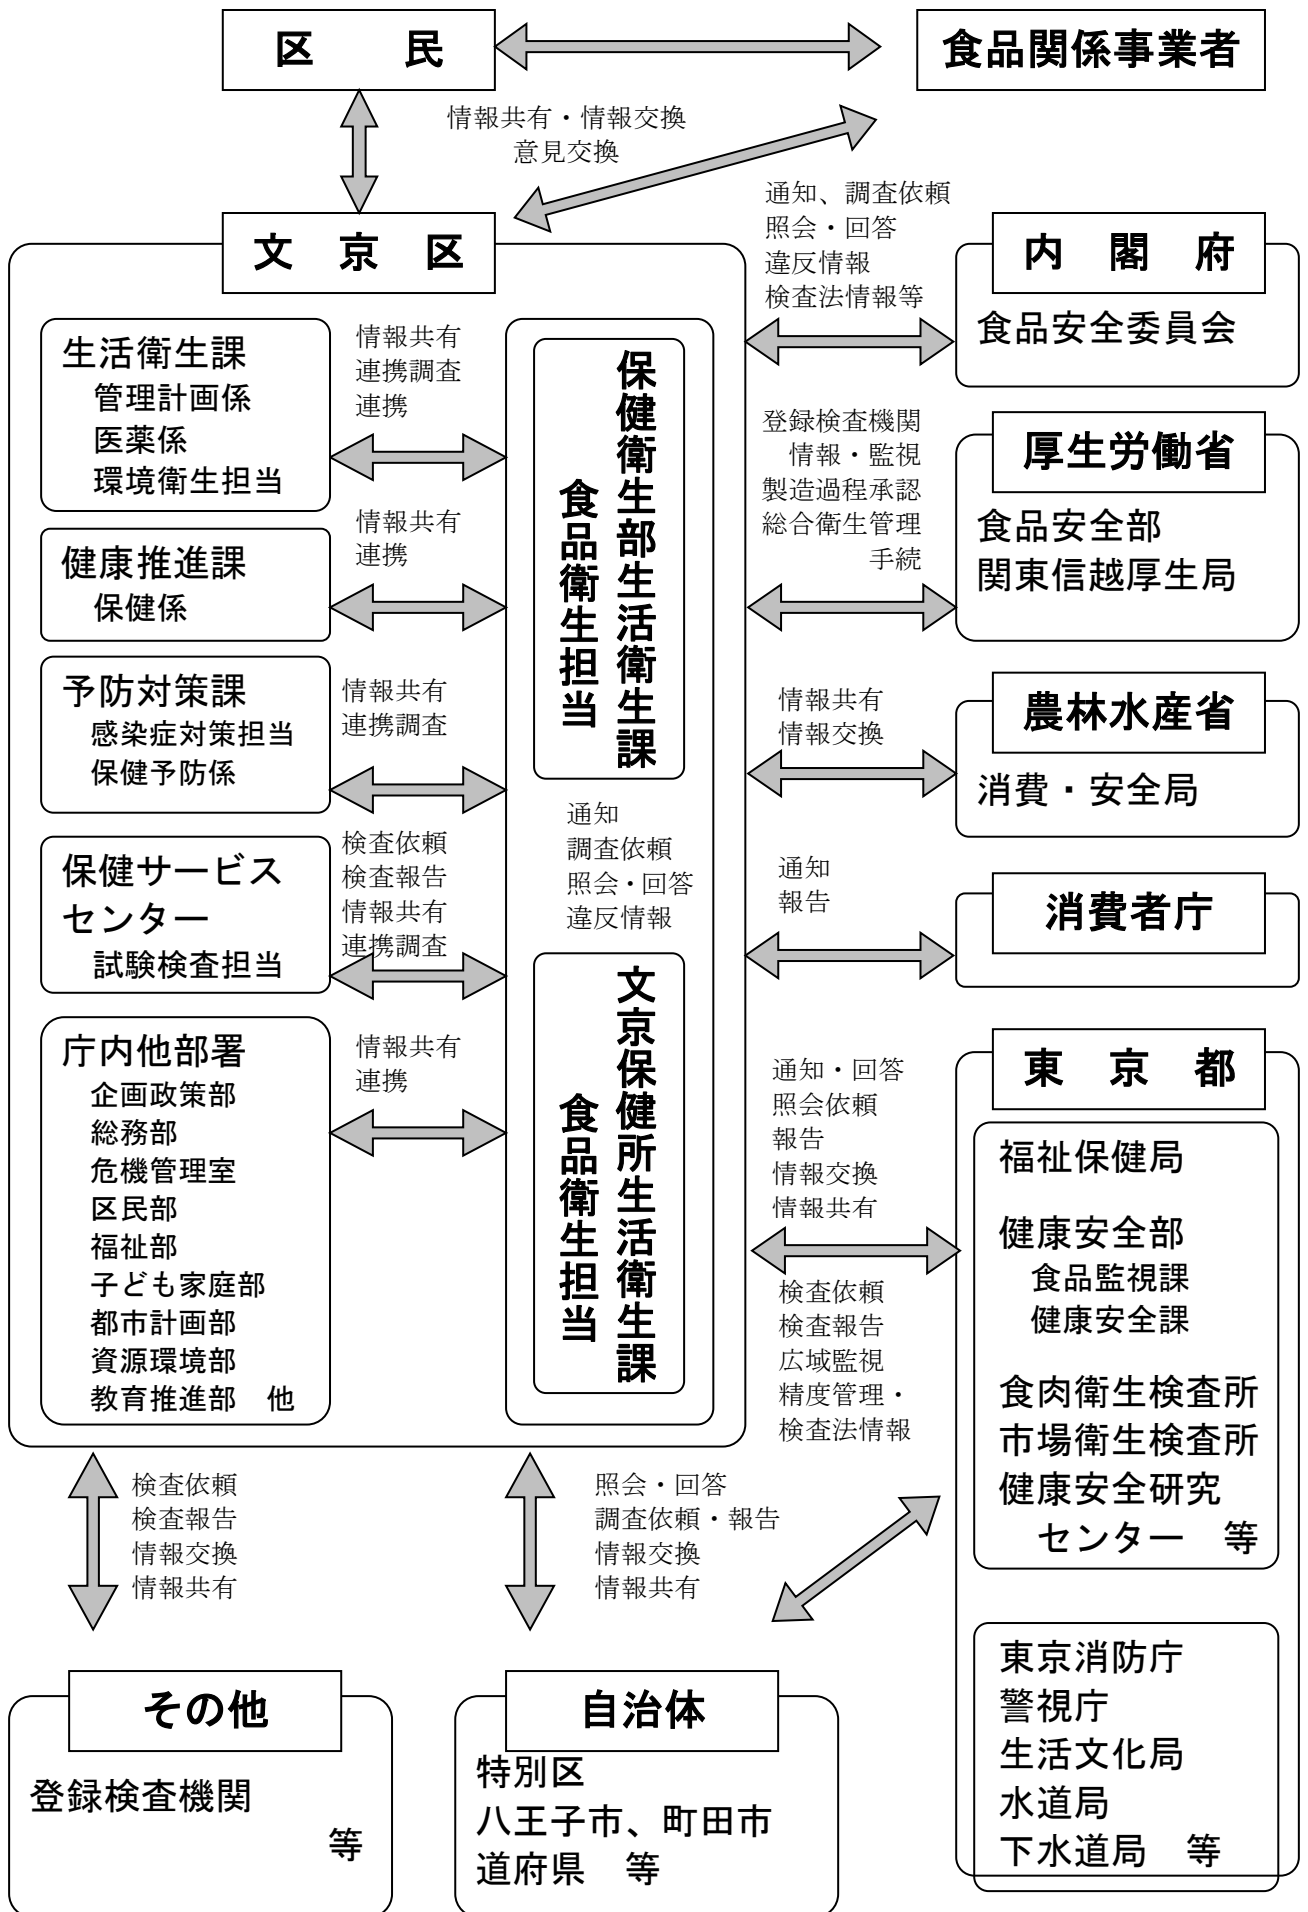 区　　民
食品関係事業者
情報共有・情報交換
意見交換
文　京　区
生活衛生課
管理計画係
医薬係
環境衛生担当
情報共有
連携調査
連携
健康推進課
保健係
情報共有
連携
予防対策課
感染症対策担当
保健予防係
情報共有
連携調査
保健サービス
センター
試験検査担当
検査依頼
検査報告
情報共有
連携調査
庁内他部署
企画政策部
総務部
危機管理室
区民部
福祉部
子ども家庭部
都市計画部
資源環境部
教育推進部　他
情報共有
連携
保健衛生部生活衛生課
食品衛生担当
通知
調査依頼
照会・回答
違反情報
文京保健所生活衛生課
食品衛生担当
通知、調査依頼
照会・回答
違反情報
検査法情報等
内　閣　府
食品安全委員会
登録検査機関
情報・監視
製造過程承認
総合衛生管理
手続
厚生労働省
食品安全部
関東信越厚生局
情報共有
情報交換
農林水産省
消費・安全局
通知
報告
消費者庁
通知・回答
照会依頼
報告
情報交換
情報共有
検査依頼
検査報告
広域監視
精度管理・
検査法情報
東　京　都
福祉保健局
健康安全部
食品監視課
健康安全課
食肉衛生検査所
市場衛生検査所
健康安全研究
センター　等
東京消防庁
警視庁
生活文化局
水道局
下水道局　等
検査依頼
検査報告
情報交換
情報共有
その他
登録検査機関
等
照会・回答
調査依頼・報告
情報交換
情報共有
自治体
特別区
八王子市、町田市
道府県　等